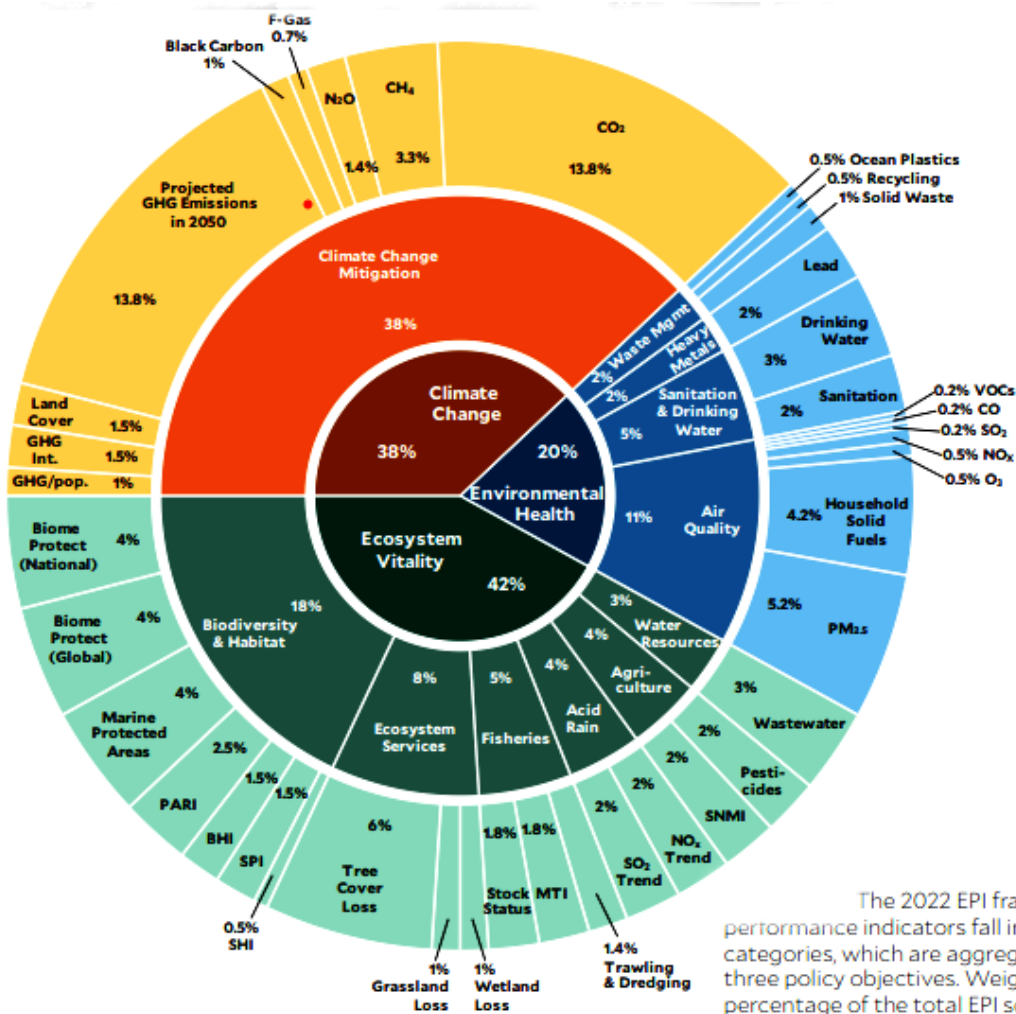 F-Gas
0.7%
Black Carbon
1%
N₂O
1.4%
CH₄
3.3%
CO₂
13.8%
Projected
GHG Emissions
in 2050
13.8%
Land
Cover
1.5%
GHG
Int.
1.5%
GHG/pop.
1%
0.5% Ocean Plastics
0.5% Recycling
1% Solid Waste
Lead
2%
Drinking
Water
3%
Sanitation
2%
0.2% VOCs
0.2% CO
0.2% SO₂
0.5% NOₓ
0.5% O₃
Household
Solid
Fuels
4.2%
5.2%
PM₂.₅
Climate Change
Mitigation
38%
Waste Mgmt
2%
Heavy
Metals
2%
Sanitation
& Drinking
Water
5%
Air
Quality
11%
Climate
Change
38%
20%
Environmental
Health
Ecosystem
Vitality
42%
18%
Biodiversity
& Habitat
8%
Ecosystem
Services
5%
Fisheries
4%
Acid
Rain
4%
Agri-
culture
3%
Water
Resources
Biome
Protect
(National)
4%
Biome
Protect
(Global)
4%
Marine
Protected
Areas
4%
2.5%
PARI
1.5%
BHI
1.5%
SPI
0.5%
SHI
6%
Tree
Cover
Loss
1%
Grassland
Loss
1%
Wetland
Loss
1.8%
Stock
Status
1.8%
MTI
1.4%
Trawling
& Dredging
2%
SO₂
Trend
2%
NOₓ
Trend
2%
SNMI
2%
Pesti-
cides
3%
Wastewater
The 2022 EPI fra
performance indicators fall in
categories, which are aggreg
three policy objectives. Weig
percentage of the total EPI sc